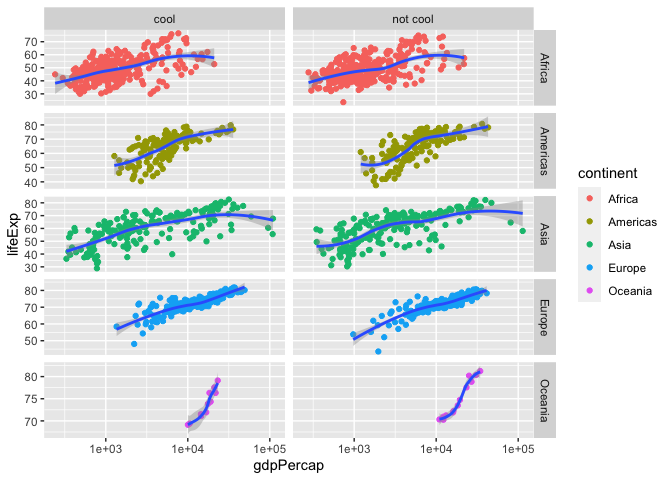 cool
not cool
70
60
50
40
30
Africa
80
70
60
50
40
Americas
80
70
60
50
40
30
Asia
80
70
60
50
Europe
80
75
70
Oceania
lifeExp
1e+03 1e+04 1e+05
1e+03 1e+04 1e+05
gdpPercap
continent
Africa
Americas
Asia
Europe
Oceania